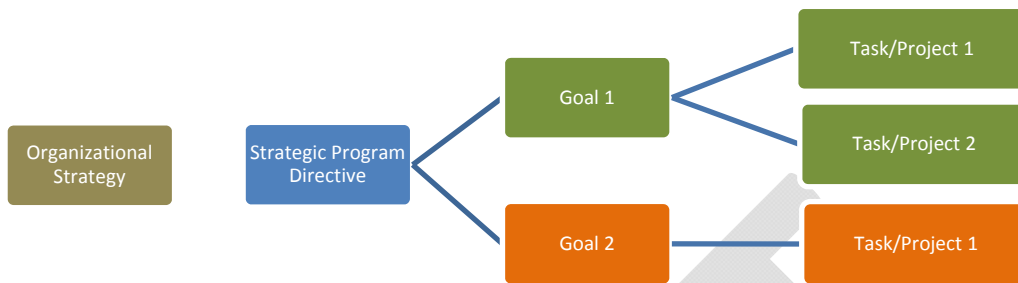 Organizational
Strategy
Strategic Program
Directive
Goal 1
Task/Project 1
Task/Project 2
Goal 2
Task/Project 1